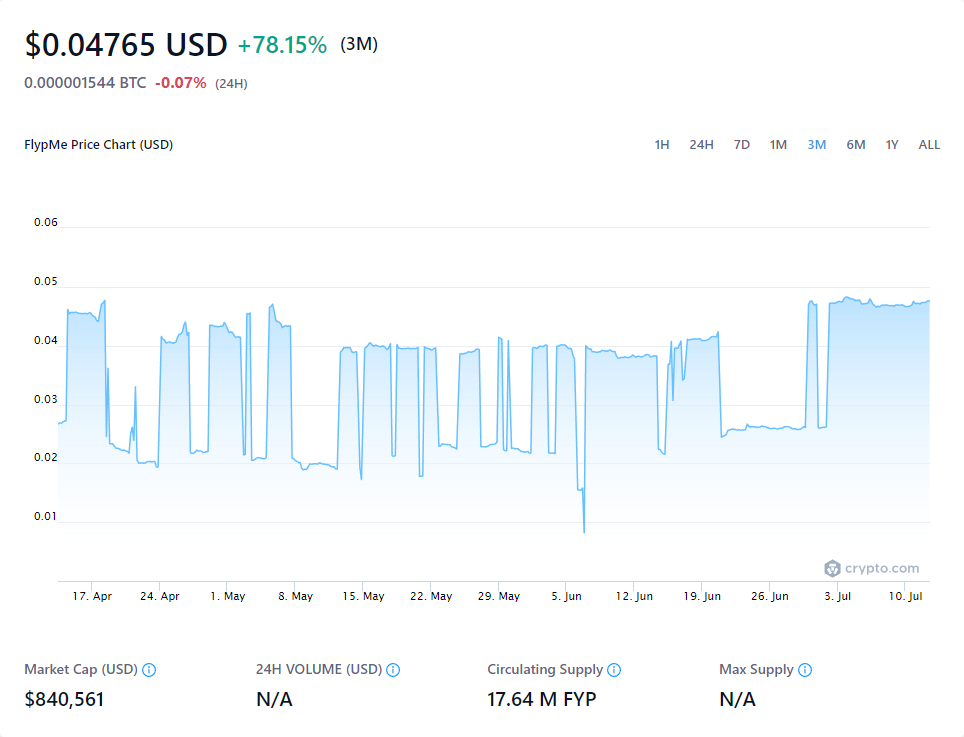 $0.04765 USD +78.15% (3M)
0.000001544 BTC -0.07% (24H)
FlypMe Price Chart (USD) 1H 24H 7D 1M 3M 6M 1Y ALL
0.06
0.05
0.04
0.03
0.02
0.01
crypto.com
17. Apr 24. Apr 1. May 8. May 15. May 22. May 29. May 5. Jun 12. Jun 19. Jun 26. Jun 3. Jul 10. Jul
Market Cap (USD) 24H VOLUME (USD) Circulating Supply Max Supply
$840,561 N/A 17.64 M FYP N/A